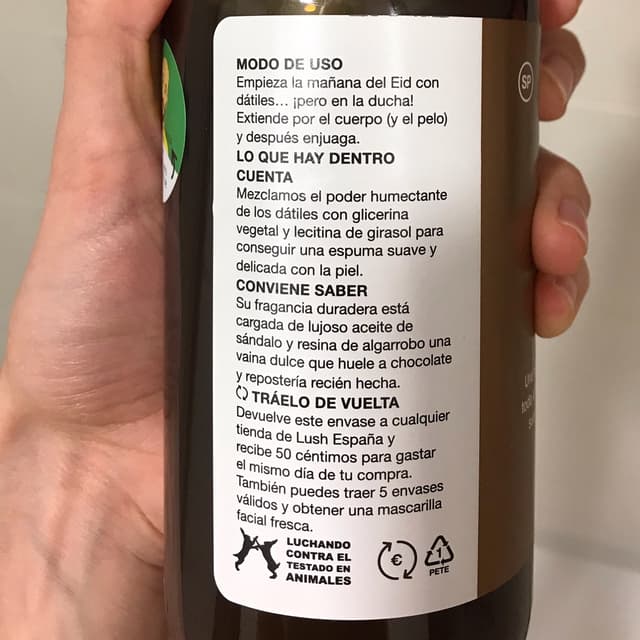 MODO DE USO
Empieza la mañana del Eid con
dátiles... ¡pero en la ducha!
Extiende por el cuerpo (y el pelo)
y después enjuaga.
LO QUE HAY DENTRO
CUENTA
Mezclamos el poder humectante
de los dátiles con glicerina
vegetal y lecitina de girasol para
conseguir una espuma suave y
delicada con la piel.
CONVIENE SABER
Su fragancia duradera está
cargada de lujoso aceite de
sándalo y resina de algarrobo una
vaina dulce que huele a chocolate
y repostería recién hecha.
TRÁELO DE VUELTA
Devuelve este envase a cualquier
tienda de Lush España y
recibe 50 céntimos para gastar
el mismo día de tu compra.
También puedes traer 5 envases
válidos y obtener una mascarilla
facial fresca.
LUCHANDO
CONTRA EL
TESTADO EN
ANIMALES
€
1
PETE
SP